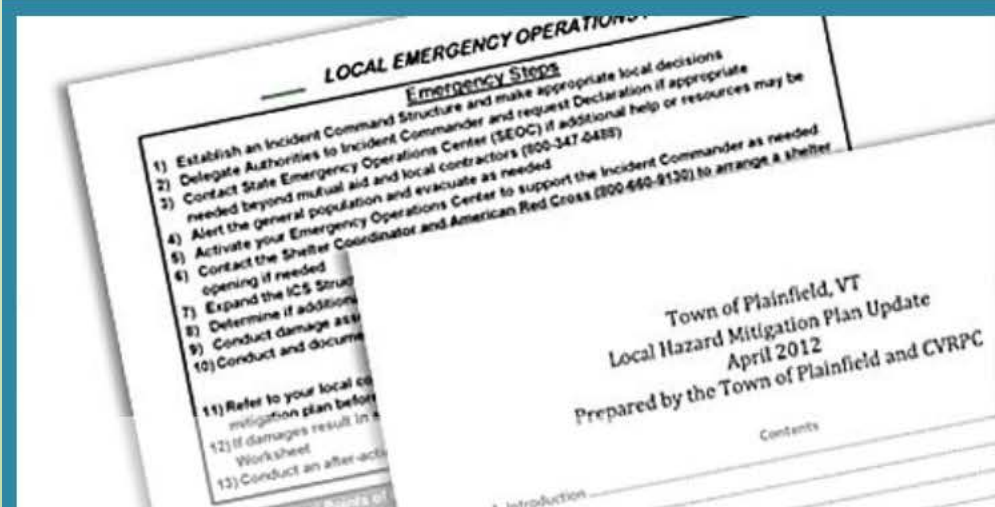 LOCAL EMERGENCY OPERATIONS
Emergency Steps
1) Establish an Incident Command Structure and make appropriate local decisions
2) Delegate Authorities to Incident Commander and request Declaration if appropriate
3) Contact State Emergency Operations Center (SEOC) if additional help or resources may be
needed beyond mutual aid and local contractors (800-347-0488)
4) Alert the general population and evacuate as needed
5) Activate your Emergency Operations Center to support the Incident Commander as needed
6) Contact the Shelter Coordinator and American Red Cross (800-660-9130) to arrange a shelter
opening if needed
7) Expand the ICS Struc
8) Determine if addition
9) Conduct damage ass
10) Conduct and docume
11) Refer to your local co
mitigation plan before
12) If damages result in
Worksheet
13) Conduct an after-acti
Town of Plainfield, VT
Local Hazard Mitigation Plan Update
April 2012
Prepared by the Town of Plainfield and CVRPC
Contents
Introduction